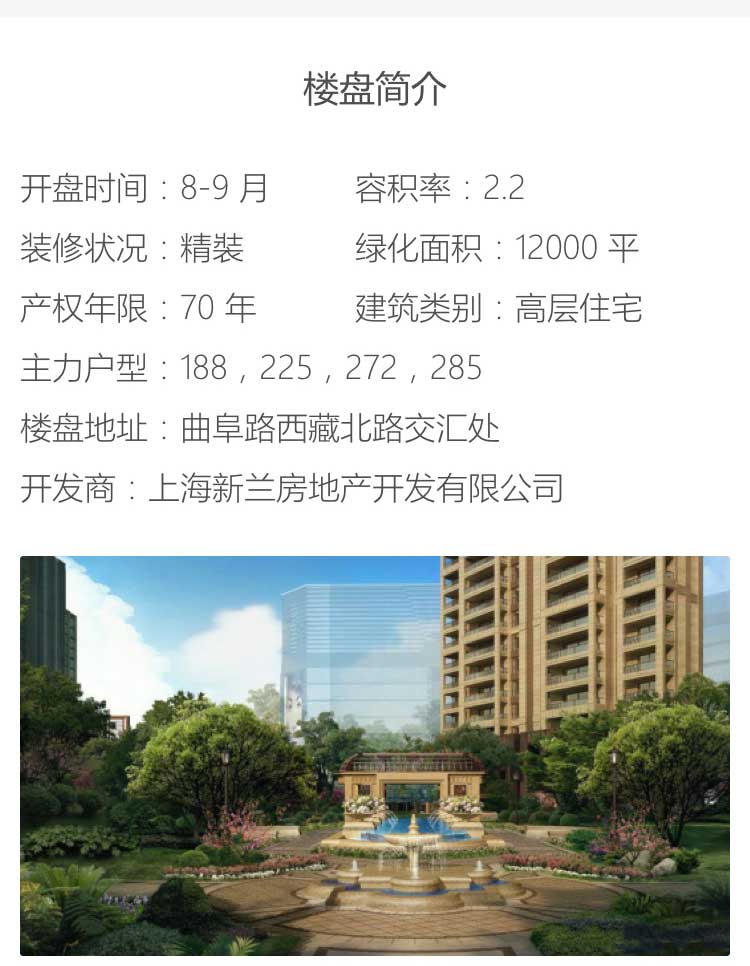 楼盘简介
开盘时间：8-9 月 容积率：2.2
装修状况：精装 绿化面积：12000 平
产权年限：70 年 建筑类别：高层住宅
主力户型：188，225，272，285
楼盘地址：曲阜路西藏北路交汇处
开发商：上海新兰房地产开发有限公司